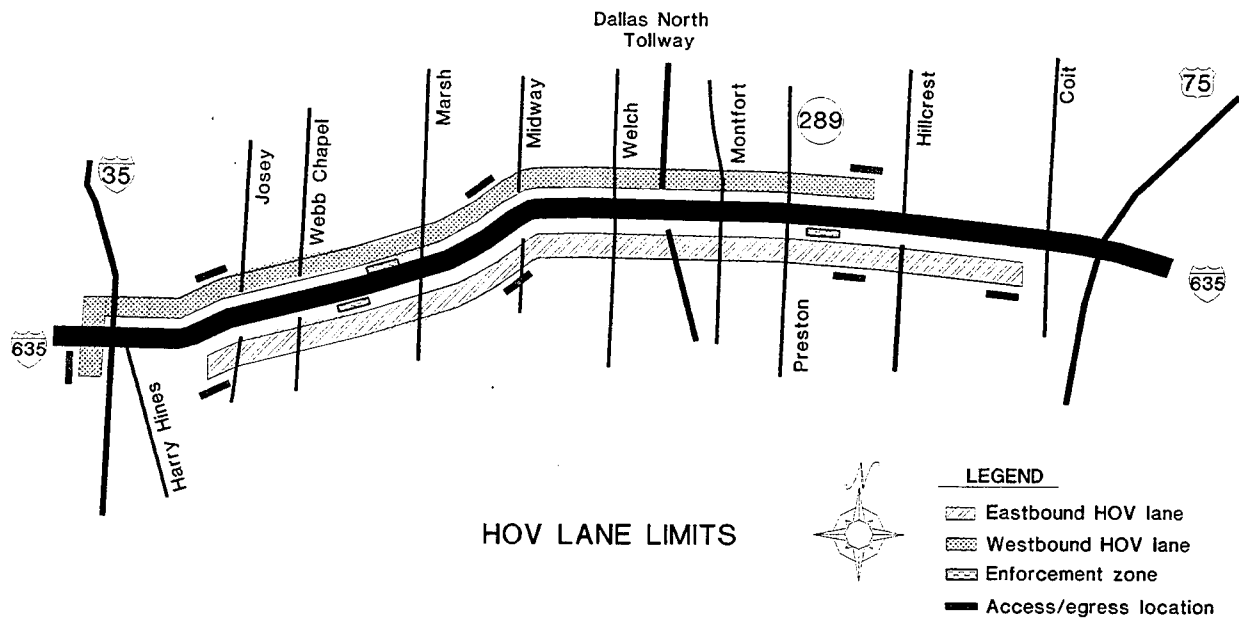 Dallas North
Tollway
35
Josey
Webb Chapel
Marsh
Midway
Welch
Montfort
289
Hillcrest
Coit
75
635
Harry Hines
Preston
635
HOV LANE LIMITS
N
LEGEND
Eastbound HOV lane
Westbound HOV lane
Enforcement zone
Access/egress location